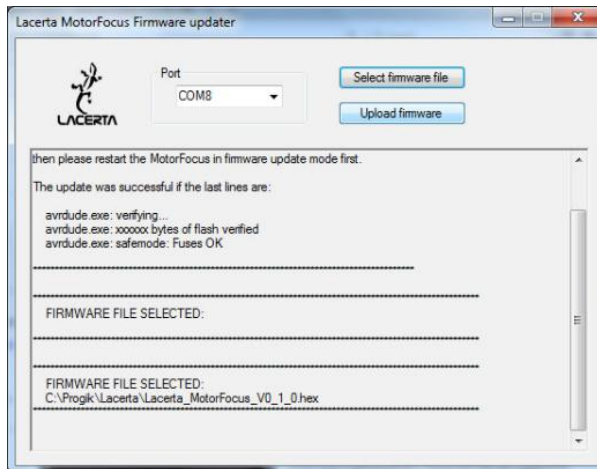 Lacerta MotorFocus Firmware updater
LACERTA
Port
COM8
Select firmware file
Upload firmware
then please restart the MotorFocus in firmware update mode first.
The update was successful if the last lines are:
avrdude.exe: verifying...
avrdude.exe: xxxxxx bytes of flash verified
avrdude.exe: safemode: Fuses OK
FIRMWARE FILE SELECTED:
FIRMWARE FILE SELECTED:
C:\Progik\Lacerta\Lacerta_MotorFocus_V0_1_0.hex